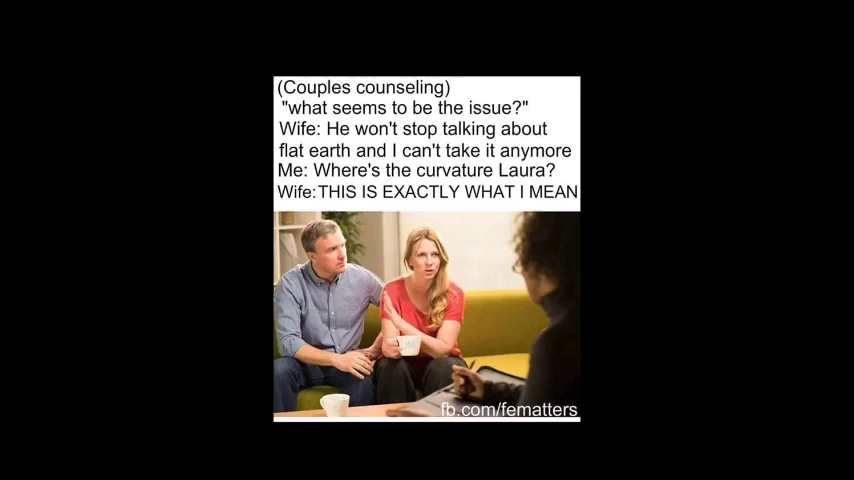 (Couples counseling)
"what seems to be the issue?"
Wife: He won't stop talking about
flat earth and I can't take it anymore
Me: Where's the curvature Laura?
Wife: THIS IS EXACTLY WHAT I MEAN
fb.com/fematters